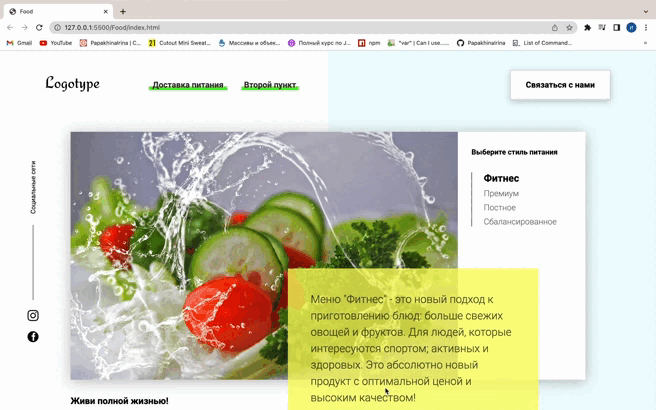 Food
127.0.0.1:5500/Food/index.html
Gmail YouTube PapakhinaIrina | C... Cutout Mini Sweat... Массивы и объек... Полный курс по J... npm "var" | Can I use...... PapakhinaIrina List of Command...
Logotype
Доставка питания
Второй пункт
Связаться с нами
Социальные сети
Выберите стиль питания
Фитнес
Премиум
Постное
Сбалансированное
Меню "Фитнес" - это новый подход к
приготовлению блюд: больше свежих
овощей и фруктов. Для людей, которые
интересуются спортом; активных и
здоровых. Это абсолютно новый
продукт с оптимальной ценой и
высоким качеством!
Живи полной жизнью!